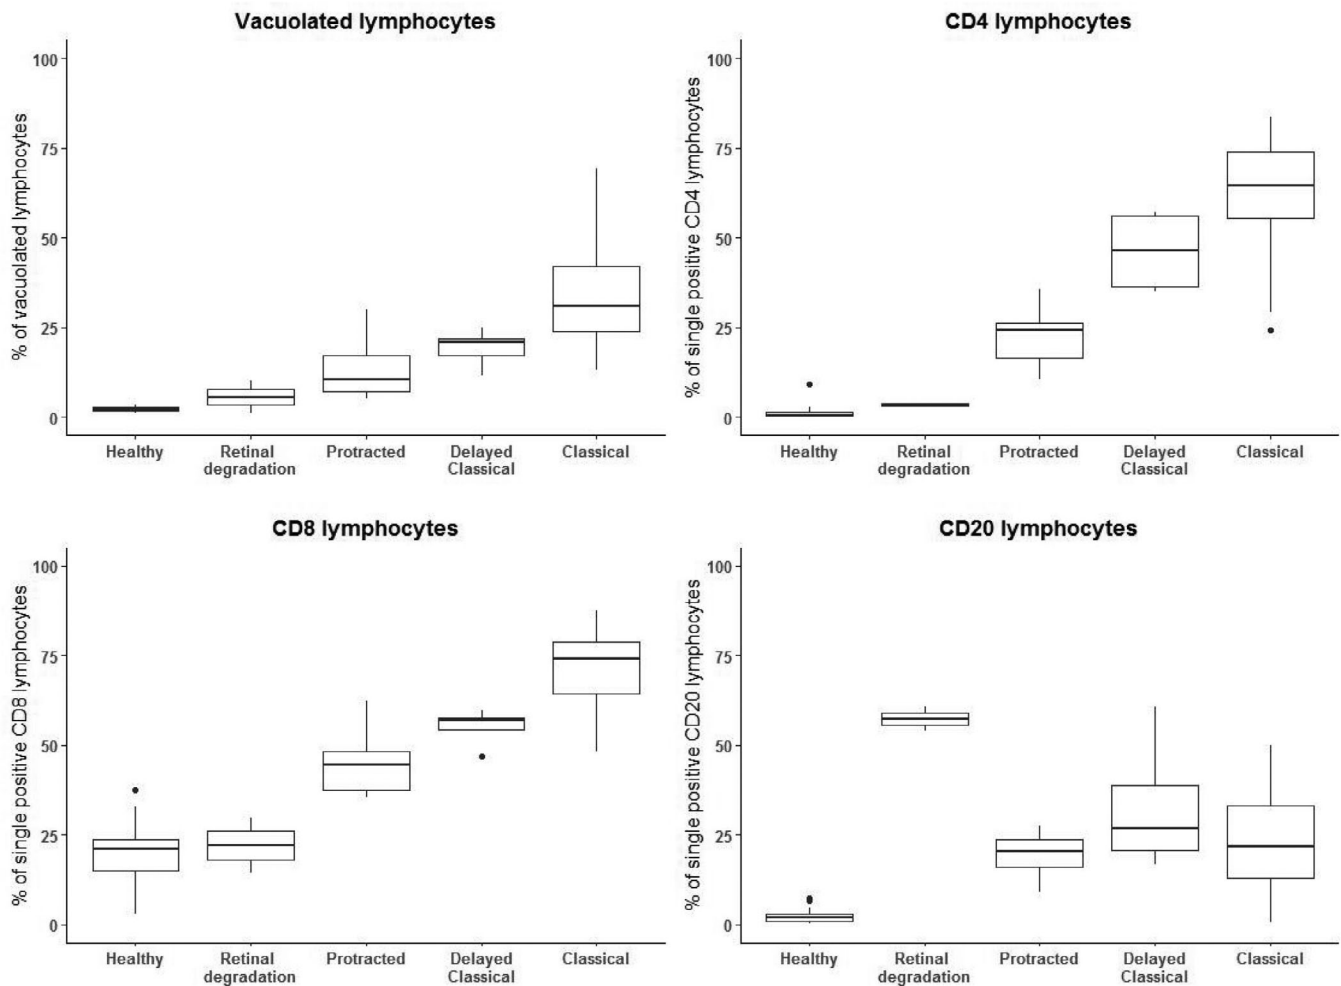 Vacuolated lymphocytes
% of vacuolated lymphocytes
100
75
50
25
0
Healthy
Retinal
degradation
Protracted
Delayed
Classical
Classical
CD4 lymphocytes
% of single positive CD4 lymphocytes
100
75
50
25
0
Healthy
Retinal
degradation
Protracted
Delayed
Classical
Classical
CD8 lymphocytes
% of single positive CD8 lymphocytes
100
75
50
25
0
Healthy
Retinal
degradation
Protracted
Delayed
Classical
Classical
CD20 lymphocytes
% of single positive CD20 lymphocytes
100
75
50
25
0
Healthy
Retinal
degradation
Protracted
Delayed
Classical
Classical